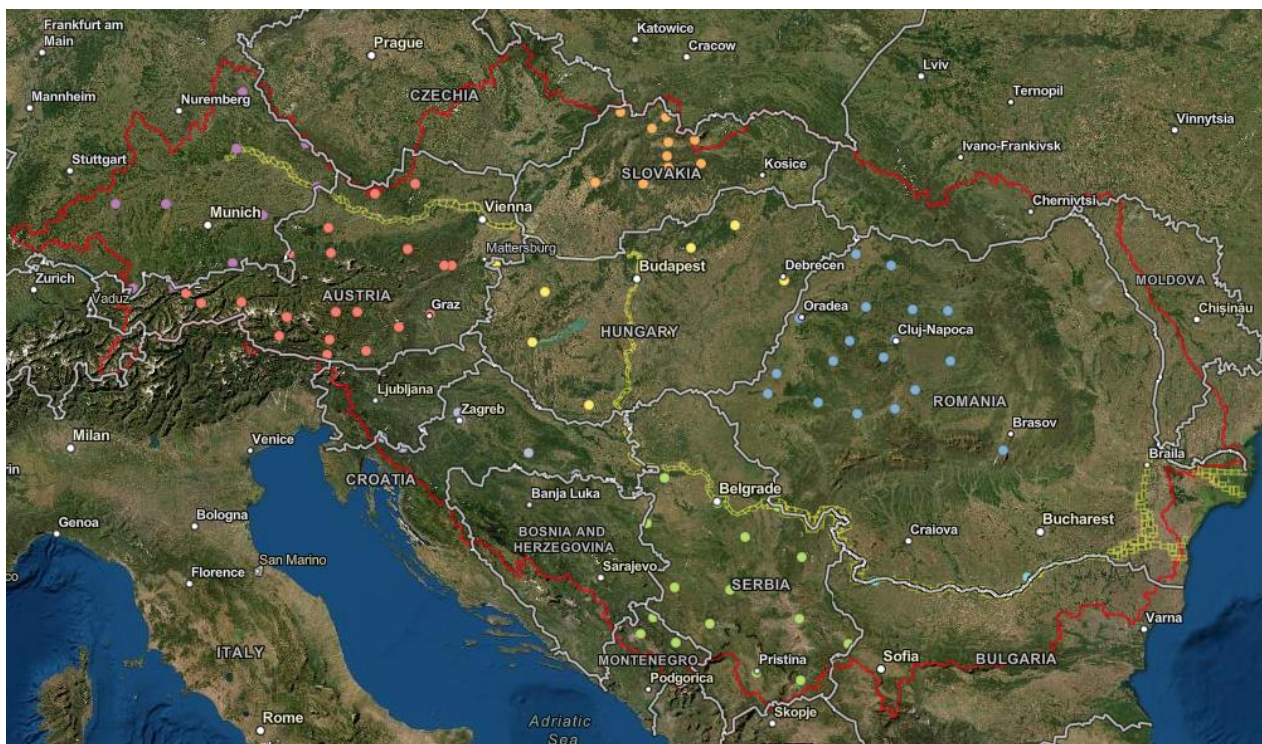 Frankfurt am
Main
Prague
Katowice
Cracow
Lviv
Ternopil
Mannheim
Nuremberg
CZECHIA
Vinnytsia
Stuttgart
Ivano-Frankivsk
SLOVAKIA
Kosice
Munich
Vienna
Chernivtsi
Mattersburg
Budapest
Debrecen
Zurich
Vaduz
AUSTRIA
Graz
MOLDOVA
Oradea
Chișinău
HUNGARY
Cluj-Napoca
Ljubljana
ROMANIA
Zagreb
Brasov
Milan
Venice
Braila
rin
CROATIA
Banja Luka
Belgrade
Genoa
Bologna
BOSNIA AND
HERZEGOVINA
Craiova
Bucharest
San Marino
Florence
Sarajevo
SERBIA
co
Varna
ITALY
MONTENEGRO
Pristina
Sofia
BULGARIA
Podgorica
Rome
Adriatic
Sea
Skopje